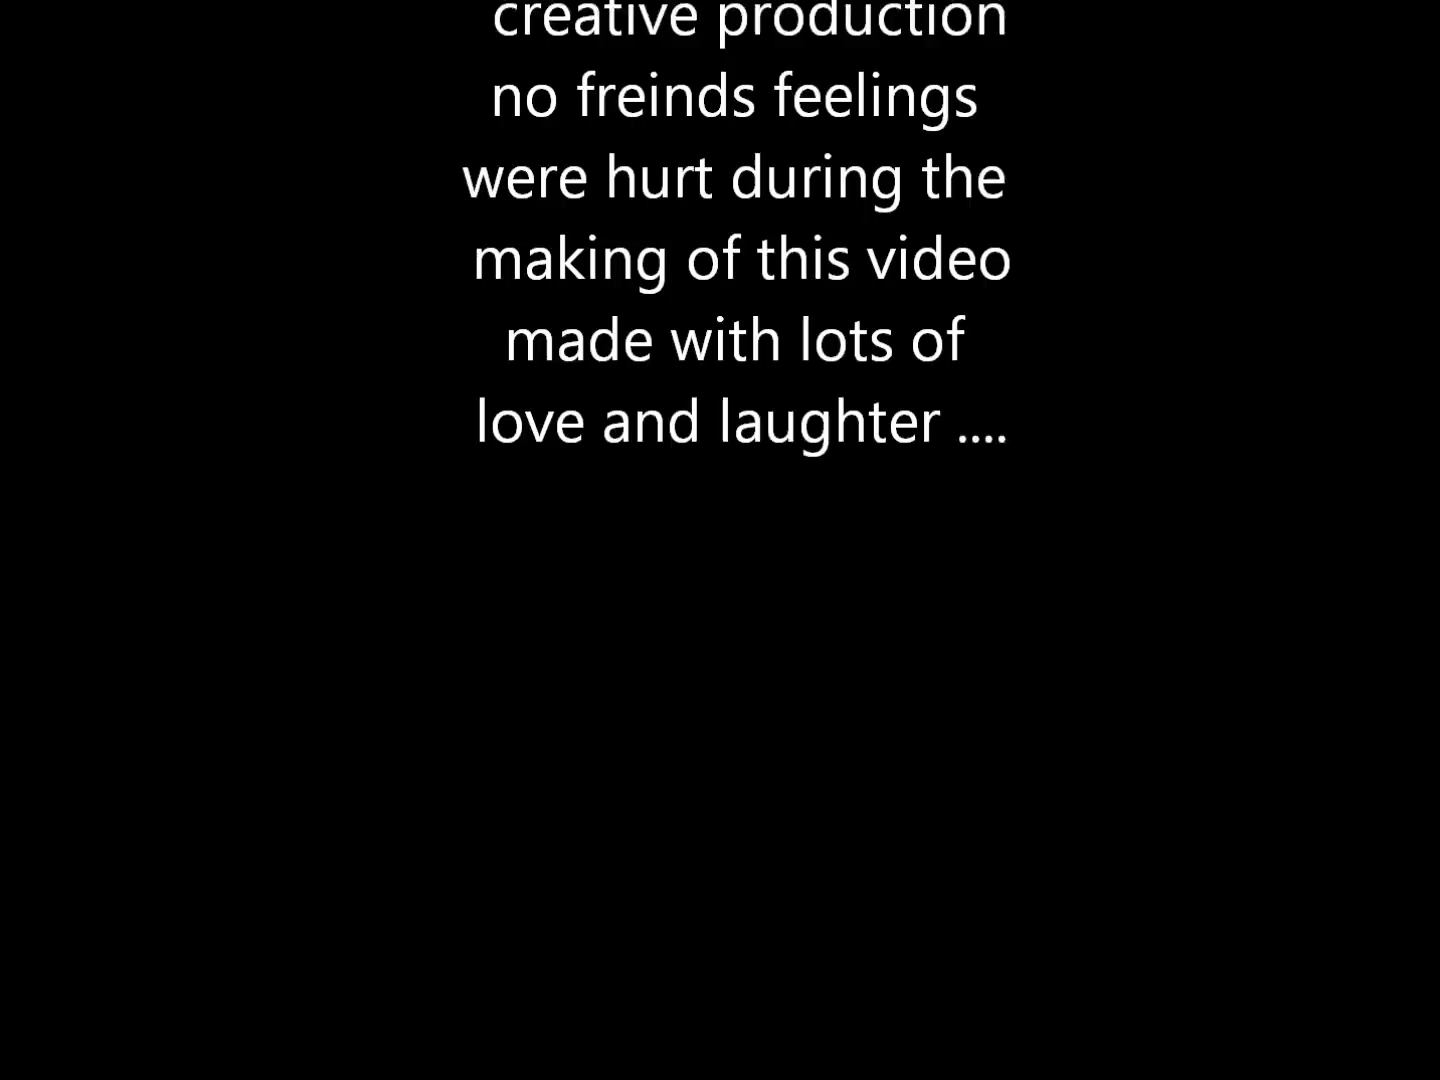 creative production
no freinds feelings
were hurt during the
making of this video
made with lots of
love and laughter ....